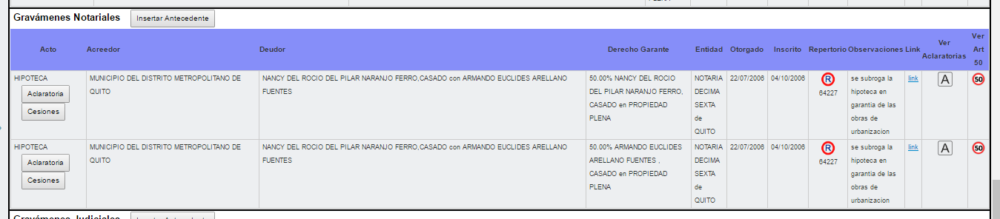 Gravámenes Notariales Insertar Antecedente
Acto Acreedor Deudor Derecho Garante Entidad Otorgado Inscrito Repertorio Observaciones Link Ver Aclaratorias Ver Art 50
HIPOTECA
Aclaratoria
Cesiones
MUNICIPIO DEL DISTRITO METROPOLITANO DE
QUITO
NANCY DEL ROCIO DEL PILAR NARANJO FERRO,CASADO con ARMANDO EUCLIDES ARELLANO
FUENTES
50.00% NANCY DEL ROCIO
DEL PILAR NARANJO FERRO,
CASADO en PROPIEDAD
PLENA
NOTARIA
DECIMA
SEXTA
de
QUITO
22/07/2006
04/10/2006
R
64227
se subroga la
hipoteca en
garantia de las
obras de
urbanizacion
link
A
50
HIPOTECA
Aclaratoria
Cesiones
MUNICIPIO DEL DISTRITO METROPOLITANO DE
QUITO
NANCY DEL ROCIO DEL PILAR NARANJO FERRO,CASADO con ARMANDO EUCLIDES ARELLANO
FUENTES
50.00% ARMANDO EUCLIDES
ARELLANO FUENTES ,
CASADO en PROPIEDAD
PLENA
NOTARIA
DECIMA
SEXTA
de
QUITO
22/07/2006
04/10/2006
R
64227
se subroga la
hipoteca en
garantia de las
obras de
urbanizacion
link
A
50
Gravámenes Judiciales